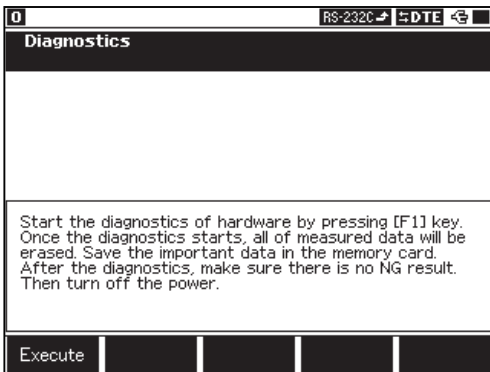 0 RS-232C DTE
Diagnostics
Start the diagnostics of hardware by pressing [F1] key.
Once the diagnostics starts, all of measured data will be
erased. Save the important data in the memory card.
After the diagnostics, make sure there is no NG result.
Then turn off the power.
Execute